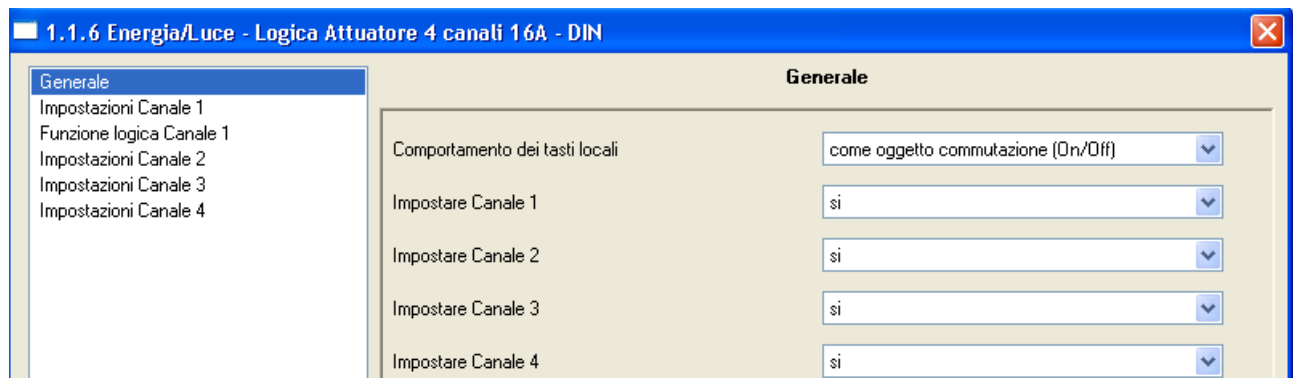 1.1.6 Energia/Luce - Logica Attuatore 4 canali 16A - DIN
Generale
Impostazioni Canale 1
Funzione logica Canale 1
Impostazioni Canale 2
Impostazioni Canale 3
Impostazioni Canale 4
Generale
Comportamento dei tasti locali come oggetto commutazione (On/Off)
Impostare Canale 1 si
Impostare Canale 2 si
Impostare Canale 3 si
Impostare Canale 4 si